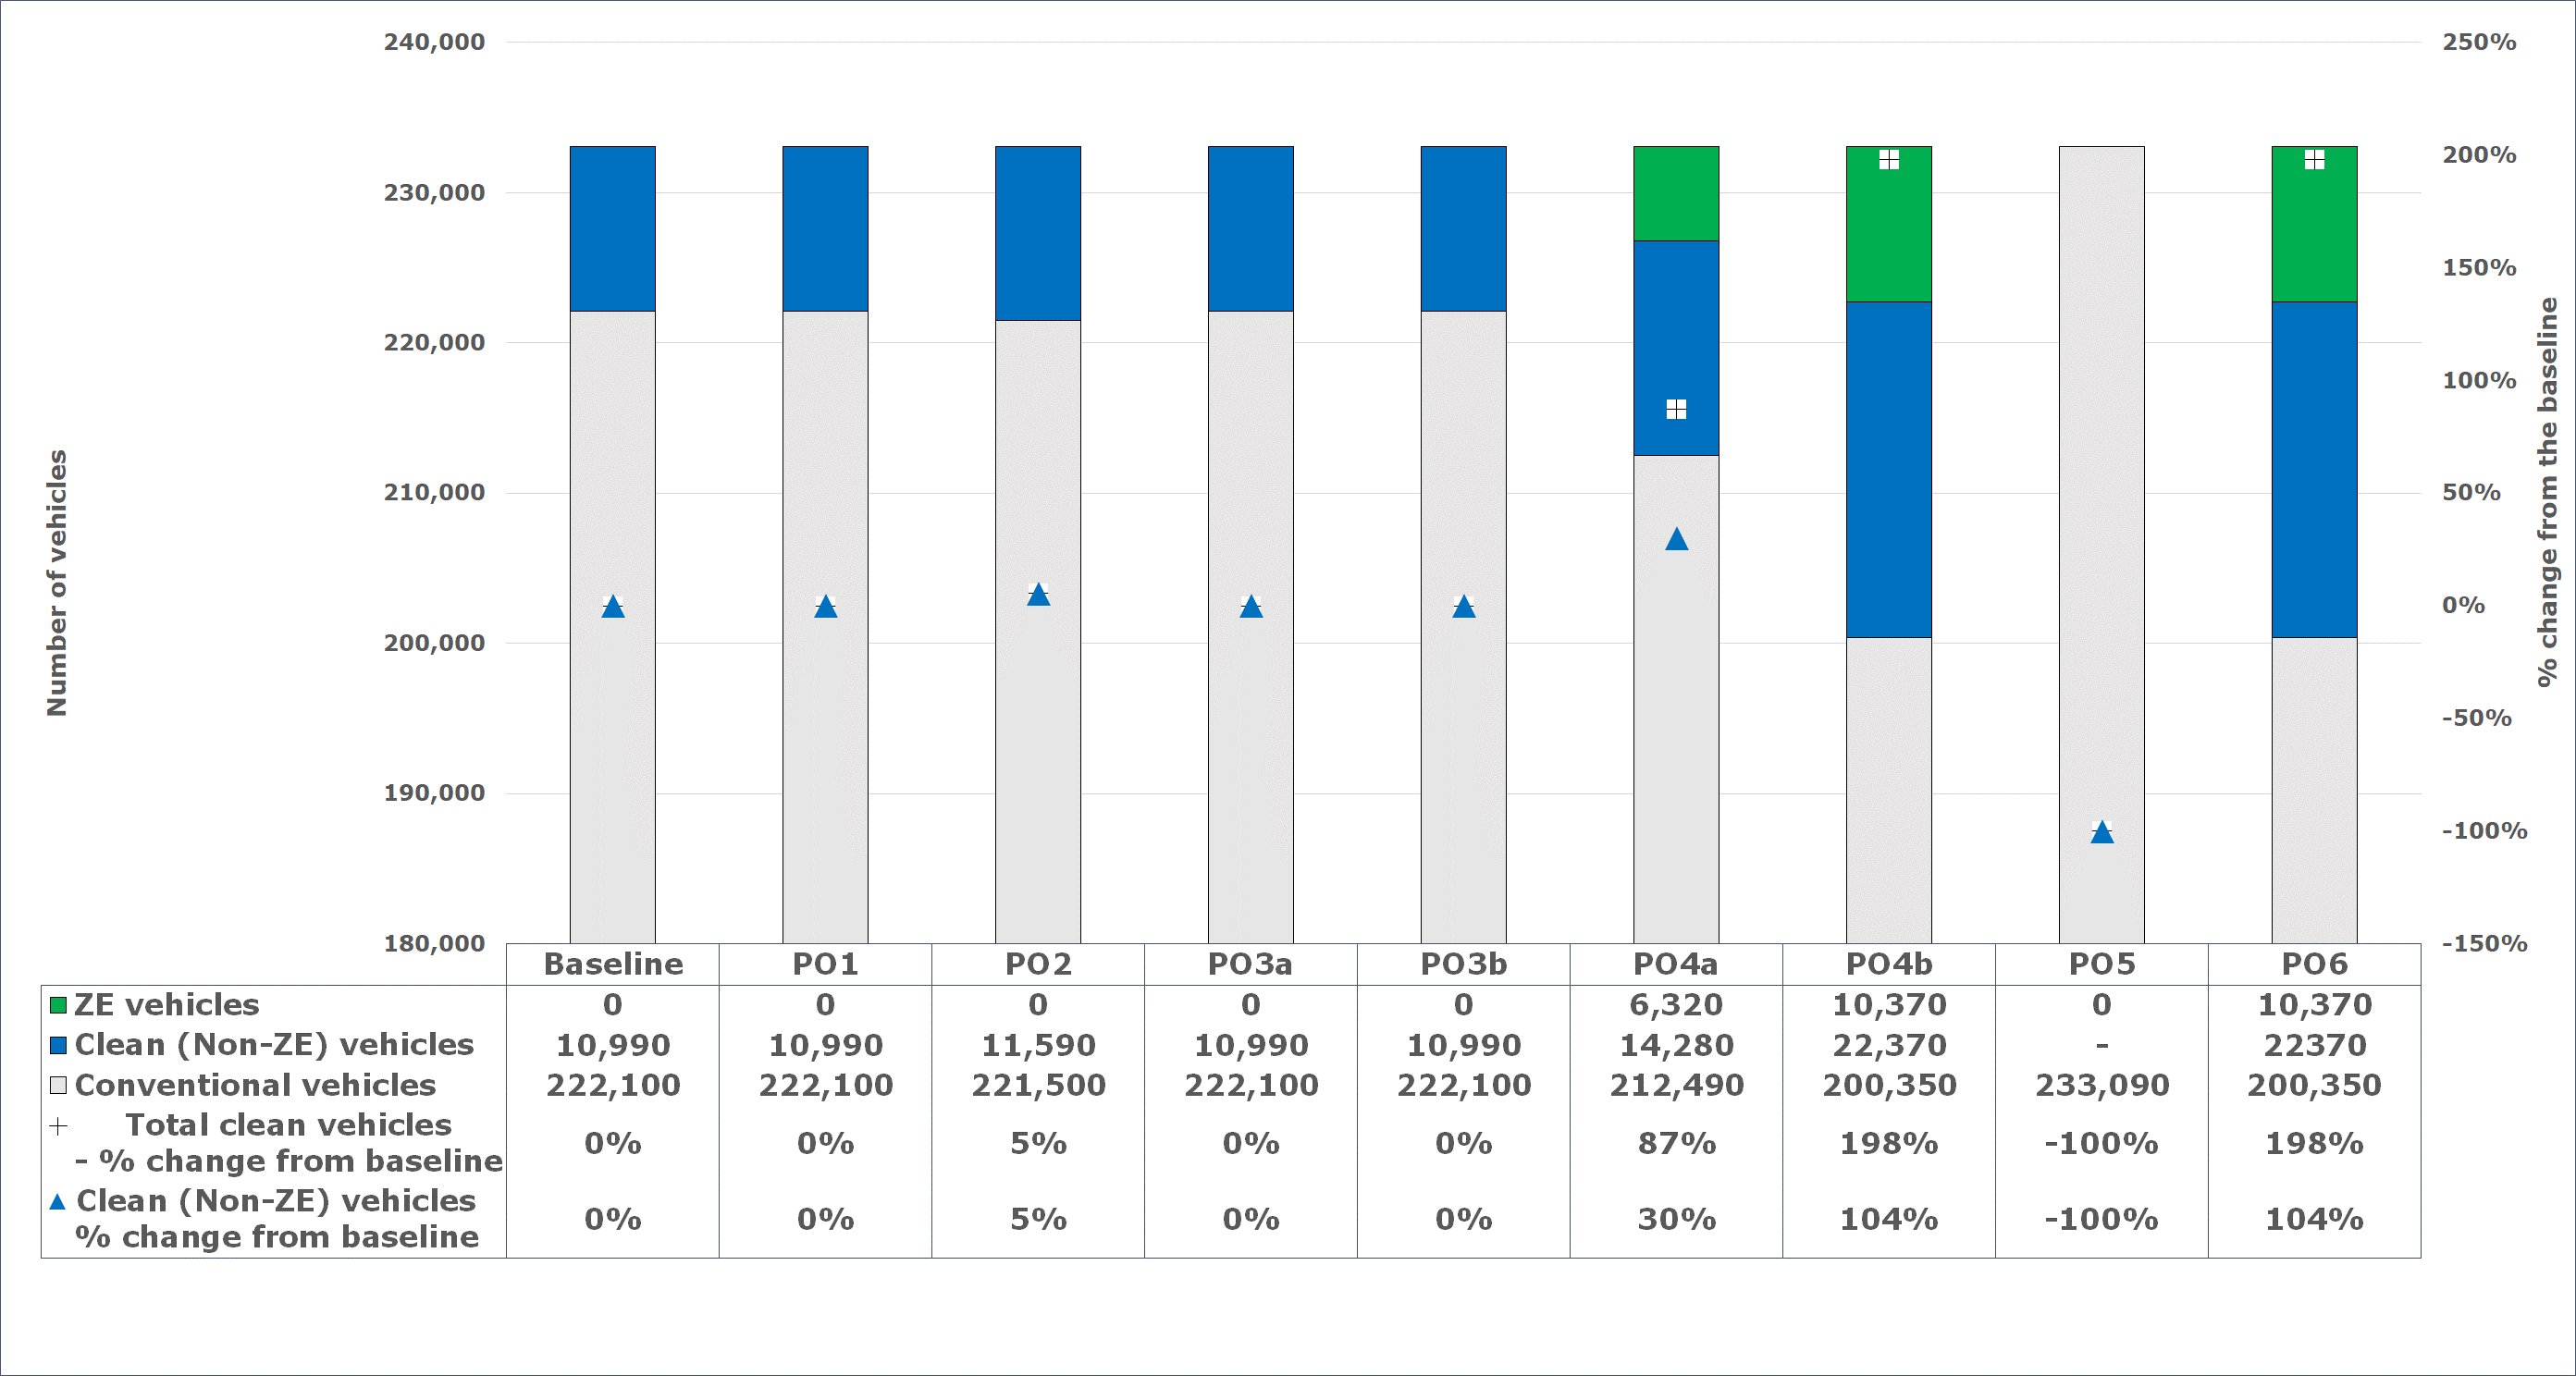 240,000
230,000
220,000
210,000
200,000
190,000
180,000
Number of vehicles
250%
200%
150%
100%
50%
0%
-50%
-100%
-150%
% change from the baseline
Baseline PO1 PO2 PO3a PO3b PO4a PO4b PO5 PO6
ZE vehicles 0 0 0 0 0 6,320 10,370 0 10,370
Clean (Non-ZE) vehicles 10,990 10,990 11,590 10,990 10,990 14,280 22,370 - 22370
Conventional vehicles 222,100 222,100 221,500 222,100 222,100 212,490 200,350 233,090 200,350
Total clean vehicles
- % change from baseline 0% 0% 5% 0% 0% 87% 198% -100% 198%
Clean (Non-ZE) vehicles
% change from baseline 0% 0% 5% 0% 0% 30% 104% -100% 104%